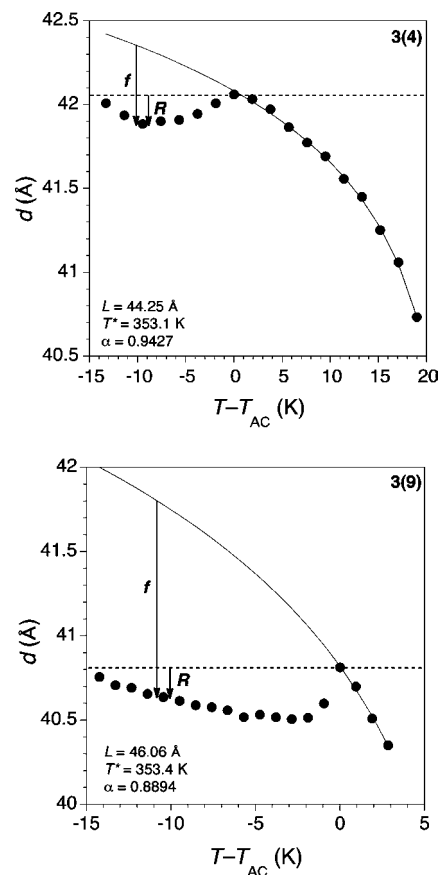 42.5
3(4)
f
R
42
d (Å)
41.5
41
L = 44.25 Å
T* = 353.1 K
α = 0.9427
40.5
-15 -10 -5 0 5 10 15 20
T–T_AC (K)
42
3(9)
41.5
f
d (Å)
41
R
40.5
L = 46.06 Å
T* = 353.4 K
α = 0.8894
40
-15 -10 -5 0 5
T–T_AC (K)